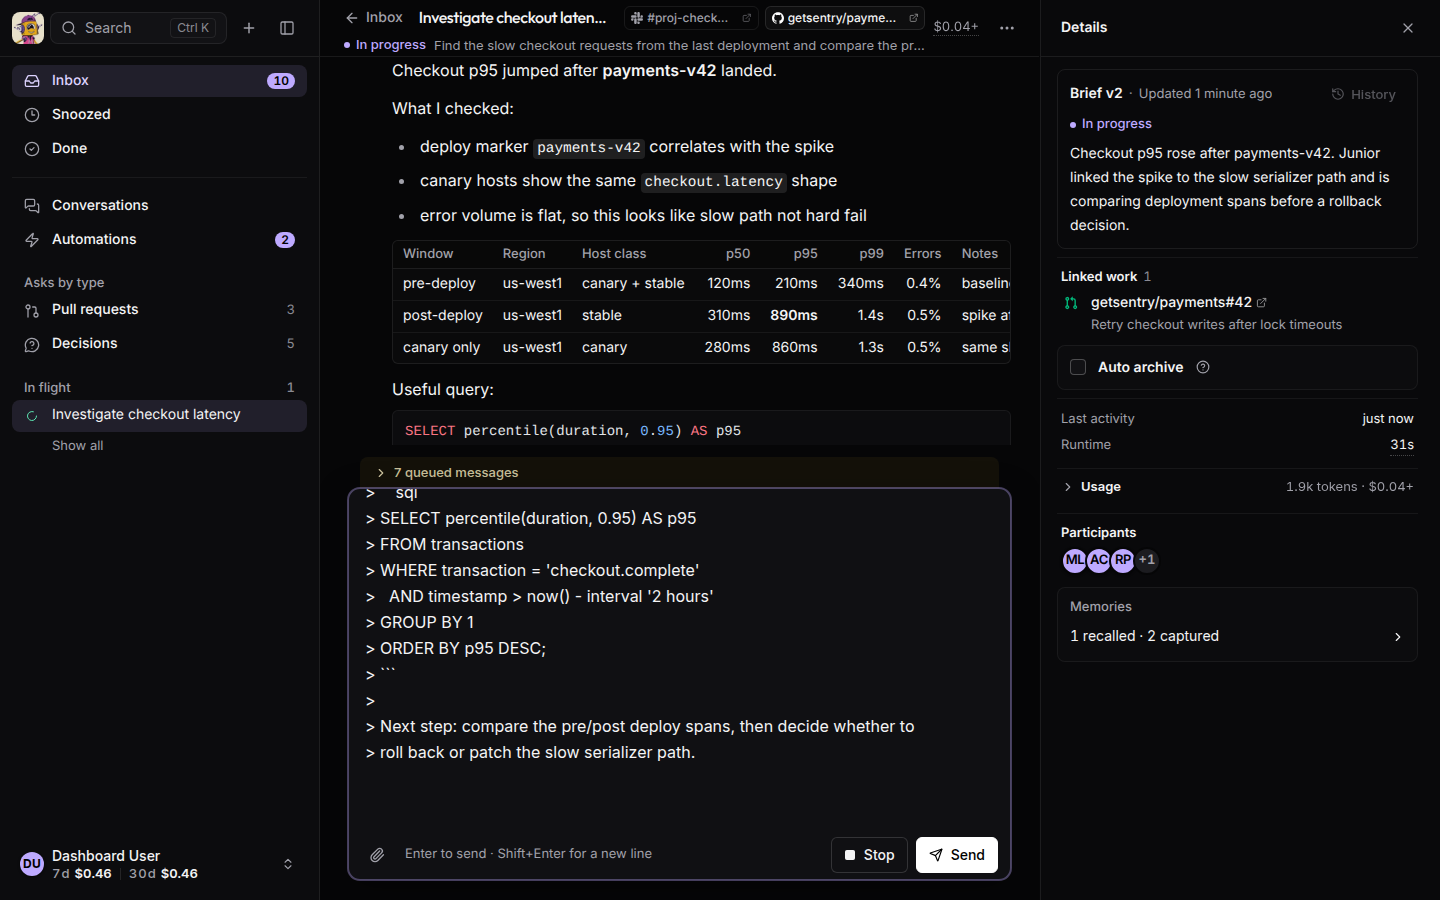 Search
Ctrl K
Inbox
10
Snoozed
Done
Conversations
Automations
2
Asks by type
Pull requests
3
Decisions
5
In flight
1
Investigate checkout latency
Show all
DU
Dashboard User
7d $0.46 | 30d $0.46
Inbox
Investigate checkout laten...
#proj-check...
getsentry/payme...
$0.04+
In progress
Find the slow checkout requests from the last deployment and compare the pr...
Checkout p95 jumped after payments-v42 landed.
What I checked:
• deploy marker payments-v42 correlates with the spike
• canary hosts show the same checkout.latency shape
• error volume is flat, so this looks like slow path not hard fail
Window Region Host class p50 p95 p99 Errors Notes
pre-deploy us-west1 canary + stable 120ms 210ms 340ms 0.4% baselin
post-deploy us-west1 stable 310ms 890ms 1.4s 0.5% spike a
canary only us-west1 canary 280ms 860ms 1.3s 0.5% same s
Useful query:
SELECT percentile(duration, 0.95) AS p95
7 queued messages
> sql
> SELECT percentile(duration, 0.95) AS p95
> FROM transactions
> WHERE transaction = 'checkout.complete'
>   AND timestamp > now() - interval '2 hours'
> GROUP BY 1
> ORDER BY p95 DESC;
> ```
>
> Next step: compare the pre/post deploy spans, then decide whether to
> roll back or patch the slow serializer path.
Enter to send · Shift+Enter for a new line
Stop
Send
Details
Brief v2 · Updated 1 minute ago
History
In progress
Checkout p95 rose after payments-v42. Junior
linked the spike to the slow serializer path and is
comparing deployment spans before a rollback
decision.
Linked work 1
getsentry/payments#42
Retry checkout writes after lock timeouts
Auto archive
Last activity
just now
Runtime
31s
Usage
1.9k tokens · $0.04+
Participants
ML
AC
RP
+1
Memories
1 recalled · 2 captured